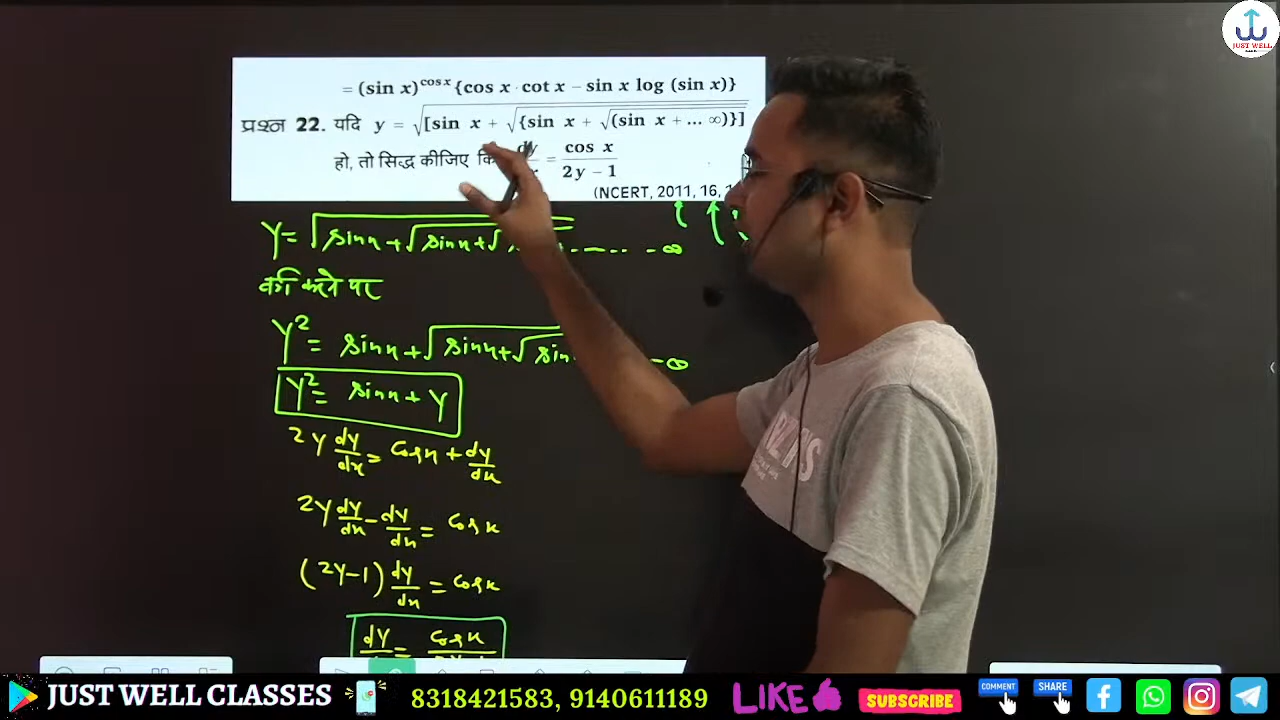 JUST WELL
= (sin x)^cos x {cos x · cot x − sin x log (sin x)}
प्रश्न 22. यदि y = √[sin x + √{sin x + √(sin x + ... ∞)}]
हो, तो सिद्ध कीजिए कि dy = cos x / 2y − 1
(NCERT, 2011, 16,
Y = √sinx + √sinx + √ ... ∞
वर्ग करने पर
Y² = sinx + √sinx + √sin ∞
Y² = sinx + Y
2Y dY/dx = cosx + dY/dx
2Y dY/dx − dY/dx = cosx
(2Y−1) dY/dx = cosx
dY = cosx
JUST WELL CLASSES 8318421583, 9140611189 LIKE SUBSCRIBE COMMENT SHARE